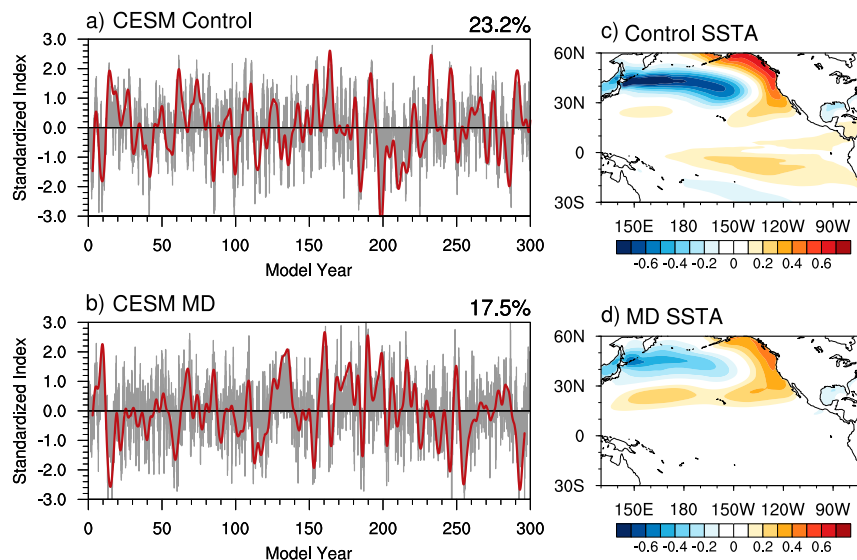 a) CESM Control
23.2%
3.0
2.0
1.0
0.0
-1.0
-2.0
-3.0
Standardized Index
0 50 100 150 200 250 300
Model Year
c) Control SSTA
60N
30N
0
30S
150E 180 150W 120W 90W
-0.6 -0.4 -0.2 0 0.2 0.4 0.6
b) CESM MD
17.5%
3.0
2.0
1.0
0.0
-1.0
-2.0
-3.0
Standardized Index
0 50 100 150 200 250 300
Model Year
d) MD SSTA
60N
30N
0
30S
150E 180 150W 120W 90W
-0.6 -0.4 -0.2 0 0.2 0.4 0.6